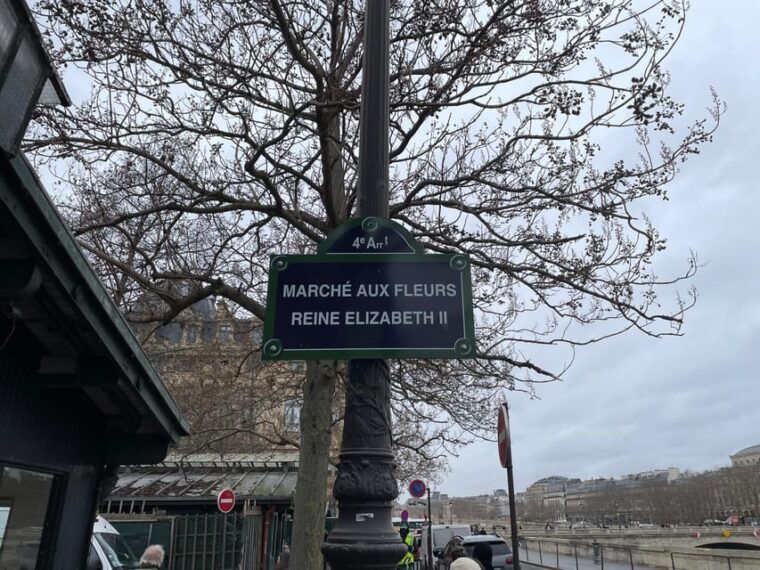 4e Arrt
MARCHÉ AUX FLEURS
REINE ELIZABETH II